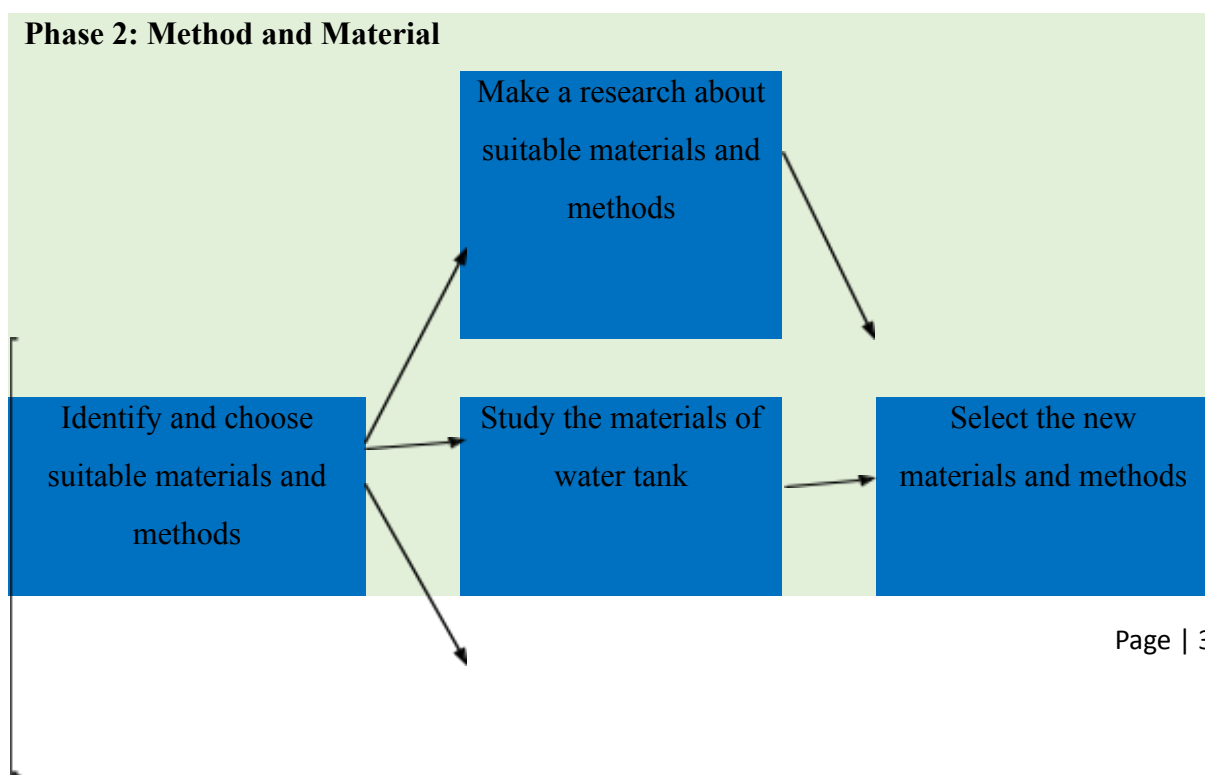 Phase 2: Method and Material
Make a research about
suitable materials and
methods
Identify and choose
suitable materials and
methods
Study the materials of
water tank
Select the new
materials and methods
Page | 3